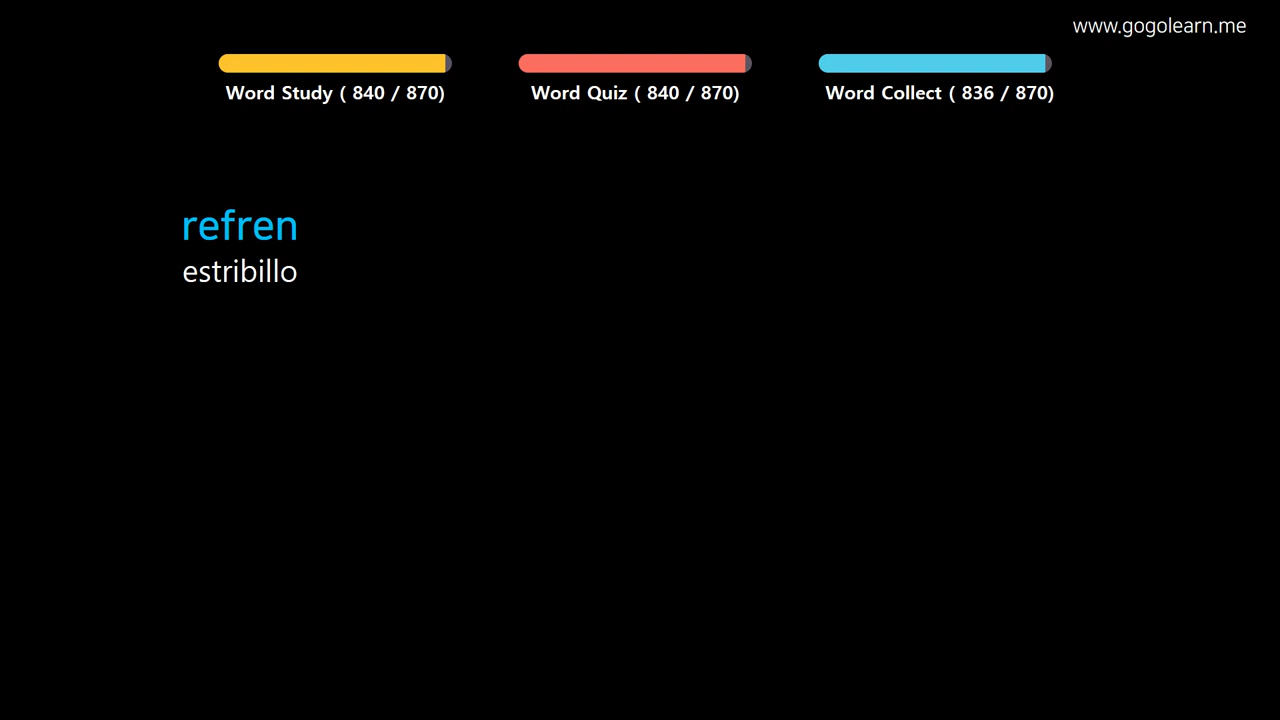 www.gogolearn.me
Word Study ( 840 / 870)
Word Quiz ( 840 / 870)
Word Collect ( 836 / 870)
refren
estribillo